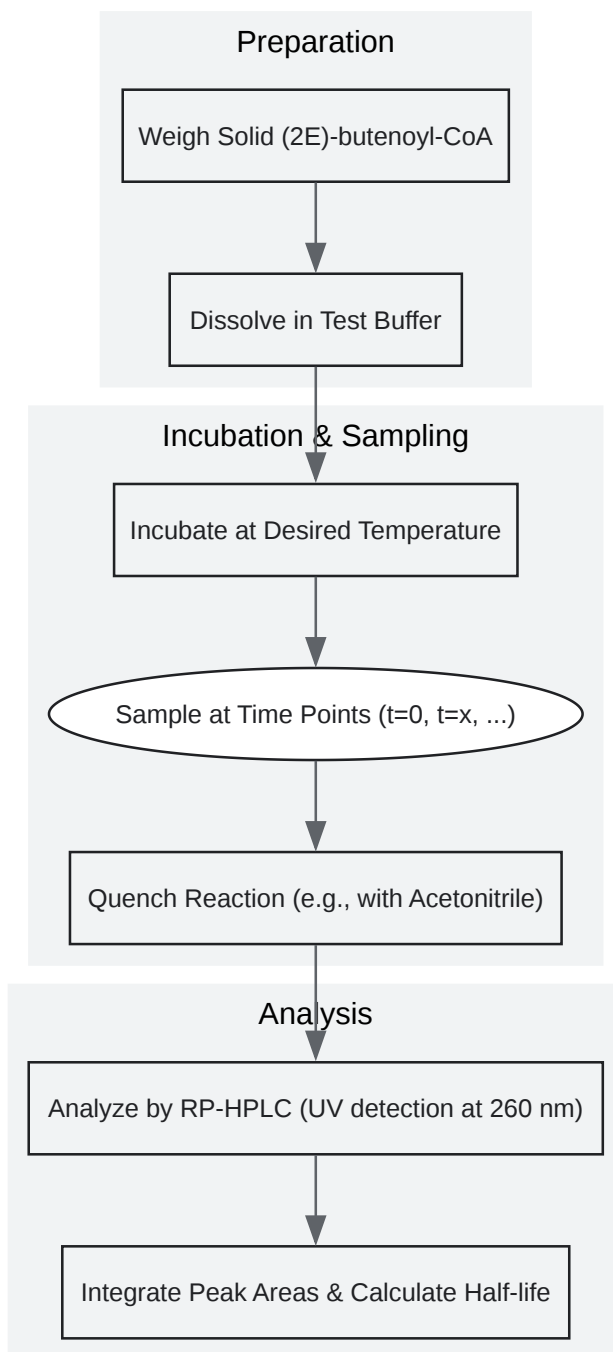 Preparation
Weigh Solid (2E)-butenoyl-CoA
Dissolve in Test Buffer
Incubation & Sampling
Incubate at Desired Temperature
Sample at Time Points (t=0, t=x, ...)
Quench Reaction (e.g., with Acetonitrile)
Analysis
Analyze by RP-HPLC (UV detection at 260 nm)
Integrate Peak Areas & Calculate Half-life